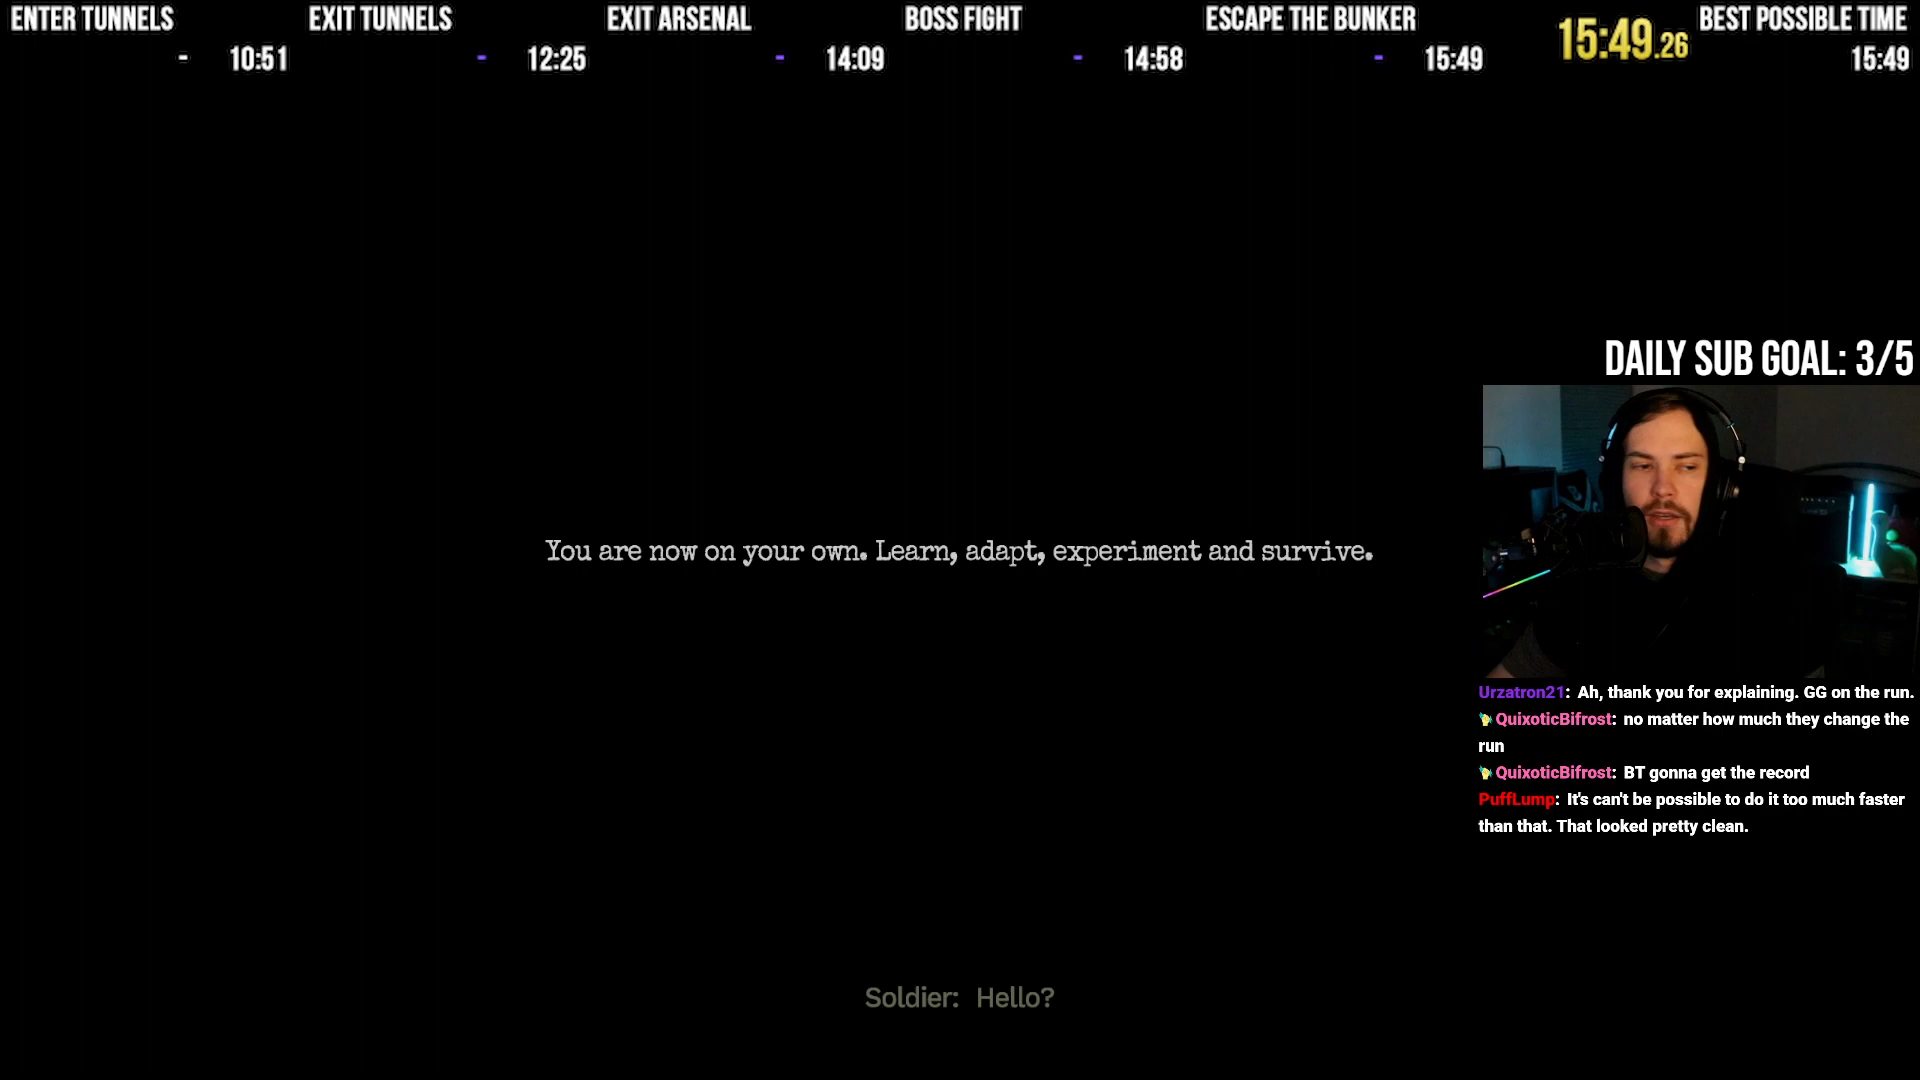 ENTER TUNNELS EXIT TUNNELS EXIT ARSENAL BOSS FIGHT ESCAPE THE BUNKER 15:49.26 BEST POSSIBLE TIME
- 10:51 - 12:25 - 14:09 - 14:58 - 15:49 15:49
DAILY SUB GOAL: 3/5
You are now on your own. Learn, adapt, experiment and survive.
Urzatron21: Ah, thank you for explaining. GG on the run.
QuixoticBifrost: no matter how much they change the
run
QuixoticBifrost: BT gonna get the record
PuffLump: It's can't be possible to do it too much faster
than that. That looked pretty clean.
Soldier: Hello?